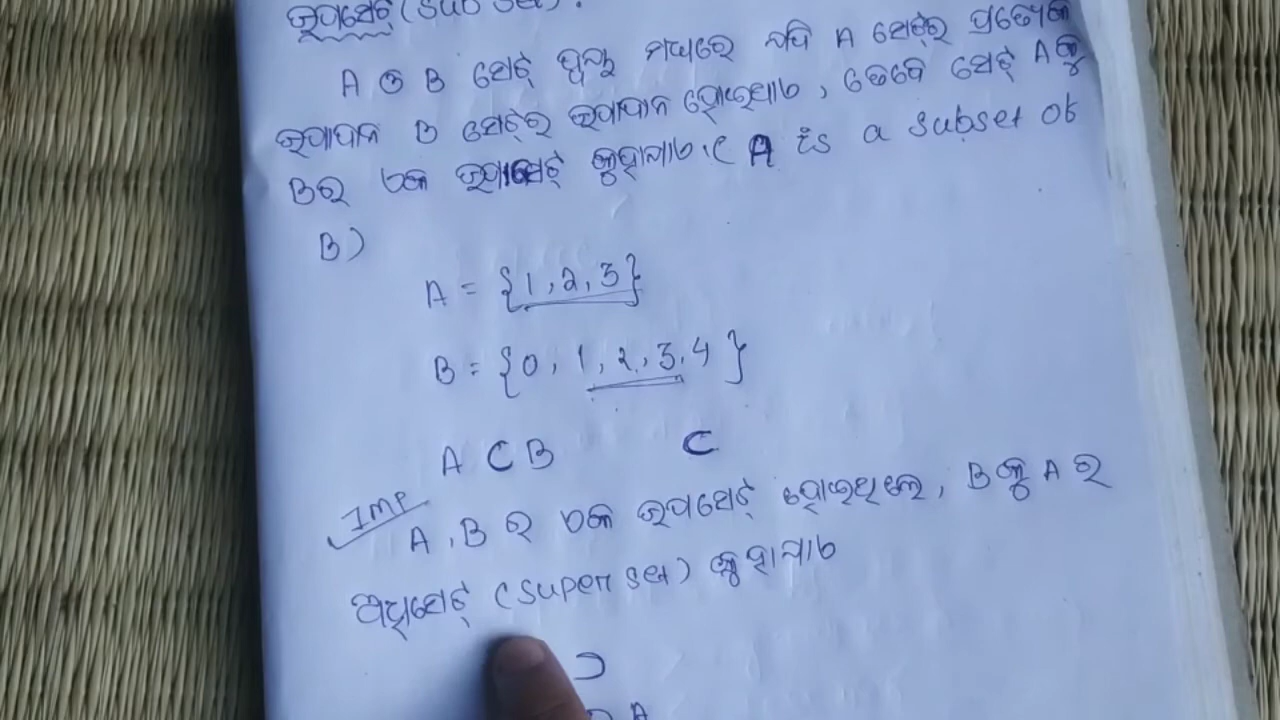 ଉପସେଟ୍ (Sub set) :
A ଓ B ସେଟ୍ ଦ୍ଵୟ ମଧ୍ୟରେ ଯଦି A ସେଟ୍‌ର ପ୍ରତ୍ୟେକ
ଉପାଦାନ B ସେଟ୍‌ର ଉପାଦାନ ହୋଇଥାଏ , ତେବେ ସେଟ୍ A କୁ
B ର ଏକ ଉପସେଟ୍ କୁହାଯାଏ . ( A is a subset of
B )
A = {1 , 2 , 3}
B = {0 , 1 , 2 , 3 , 4 }
A ⊂ B ⊂
IMP
A , B ର ଏକ ଉପସେଟ୍ ହୋଇଥିଲେ , B କୁ A ର
ଅଧିସେଟ୍ (super set) କୁହାଯାଏ
⊃
A